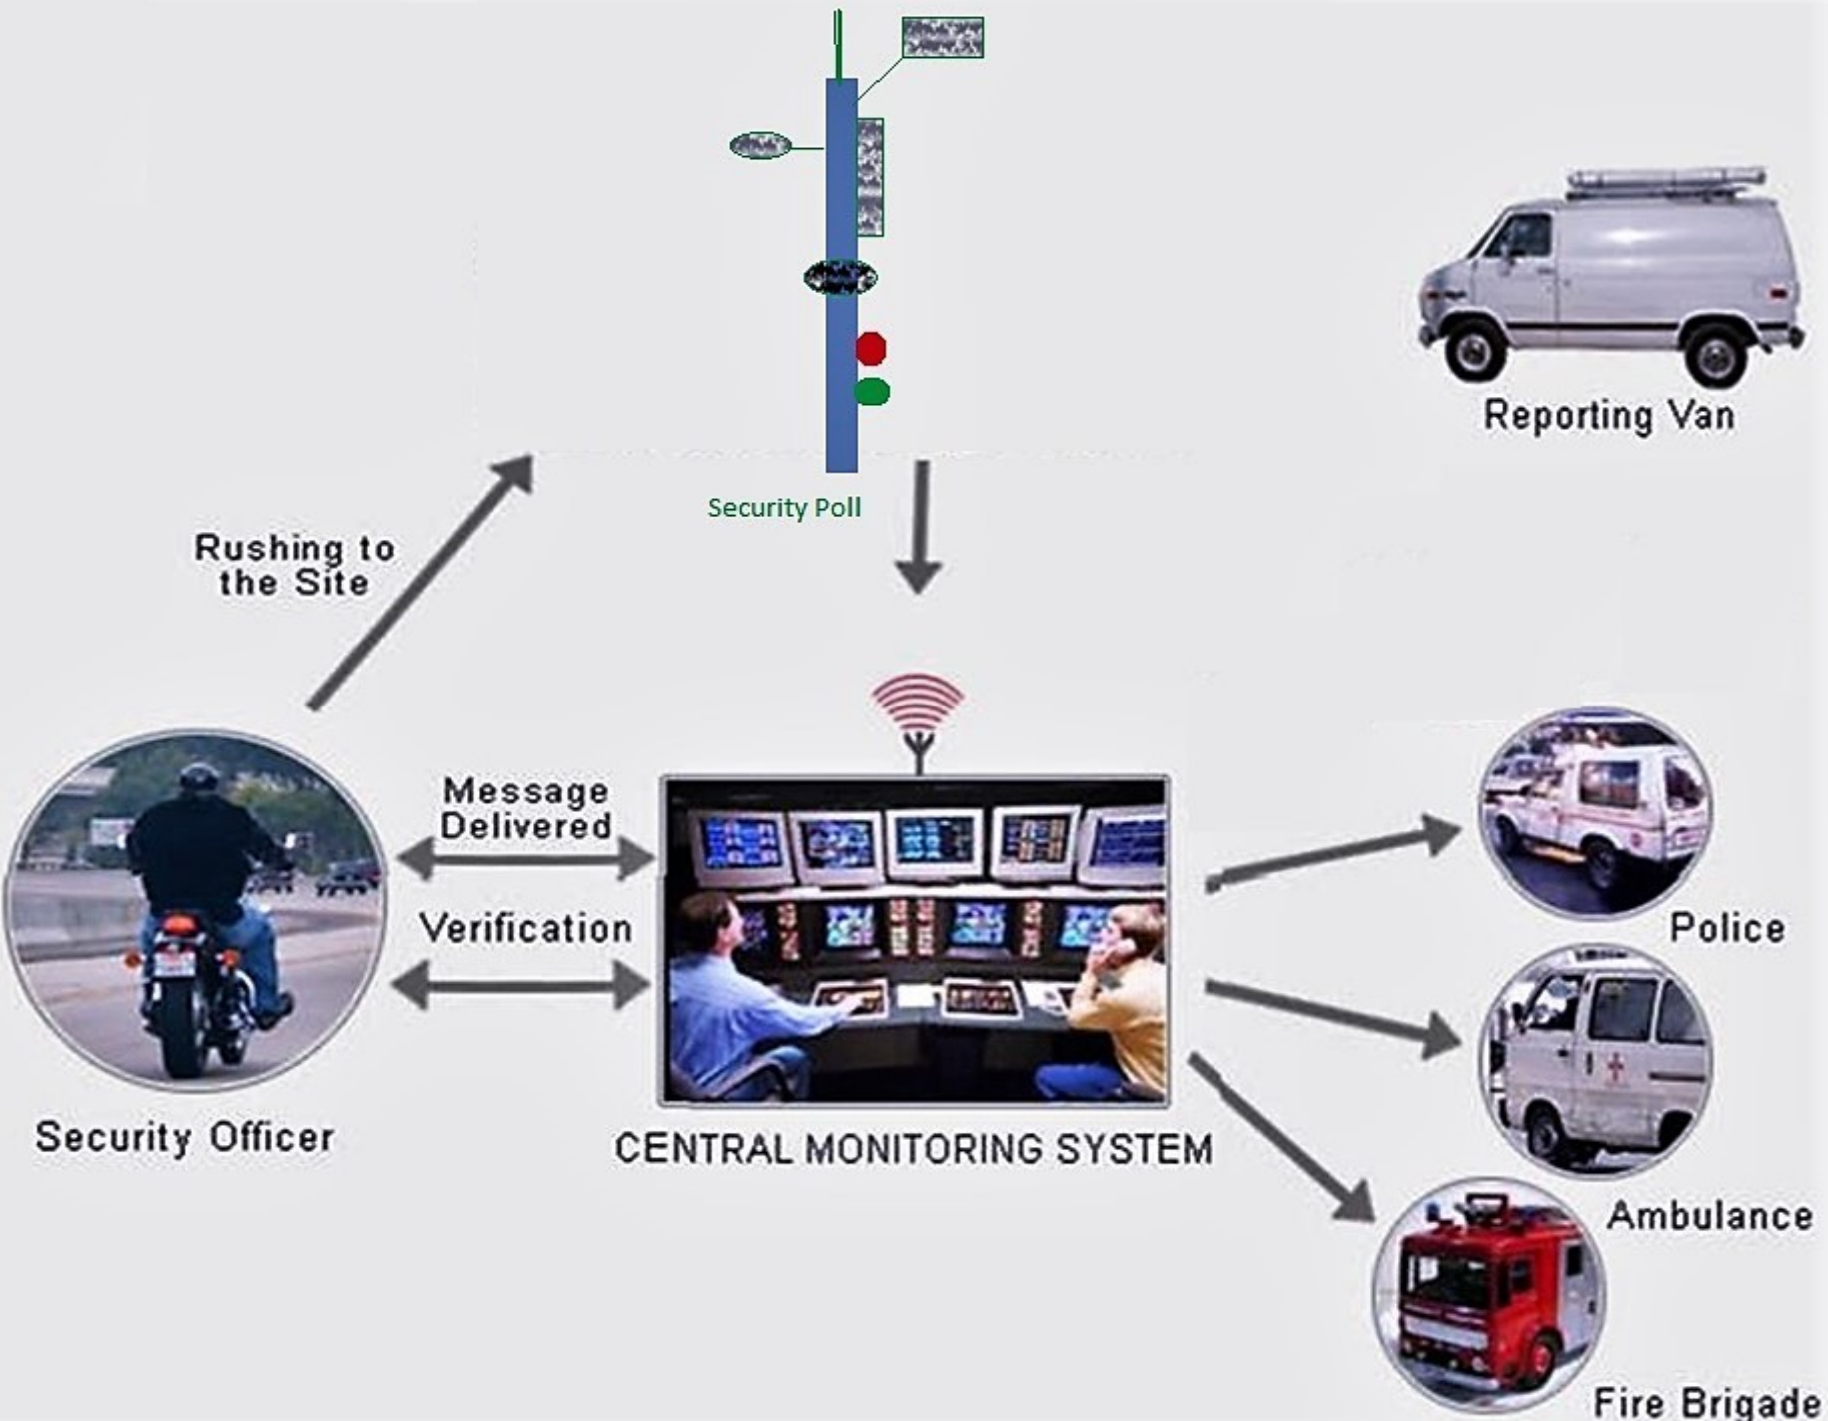 Reporting Van
Security Poll
Rushing to
the Site
Message
Delivered
Verification
Police
Security Officer
CENTRAL MONITORING SYSTEM
Ambulance
Fire Brigade